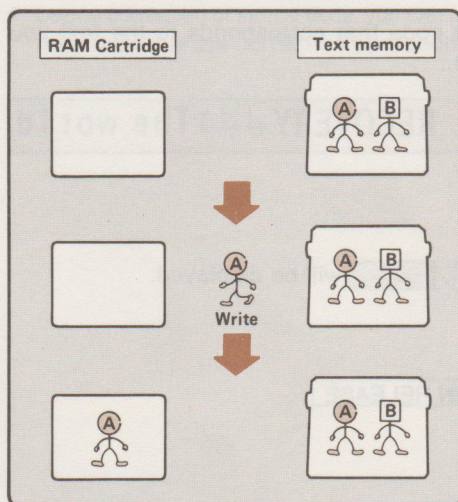 RAM Cartridge Text memory
A B
A A B
Write
A A B